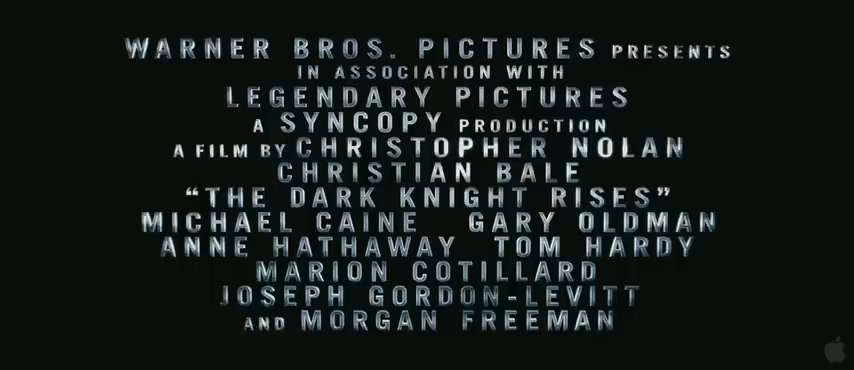 WARNER BROS. PICTURES PRESENTS
IN ASSOCIATION WITH
LEGENDARY PICTURES
A SYNCOPY PRODUCTION
A FILM BY CHRISTOPHER NOLAN
CHRISTIAN BALE
“THE DARK KNIGHT RISES”
MICHAEL CAINE GARY OLDMAN
ANNE HATHAWAY TOM HARDY
MARION COTILLARD
JOSEPH GORDON-LEVITT
AND MORGAN FREEMAN